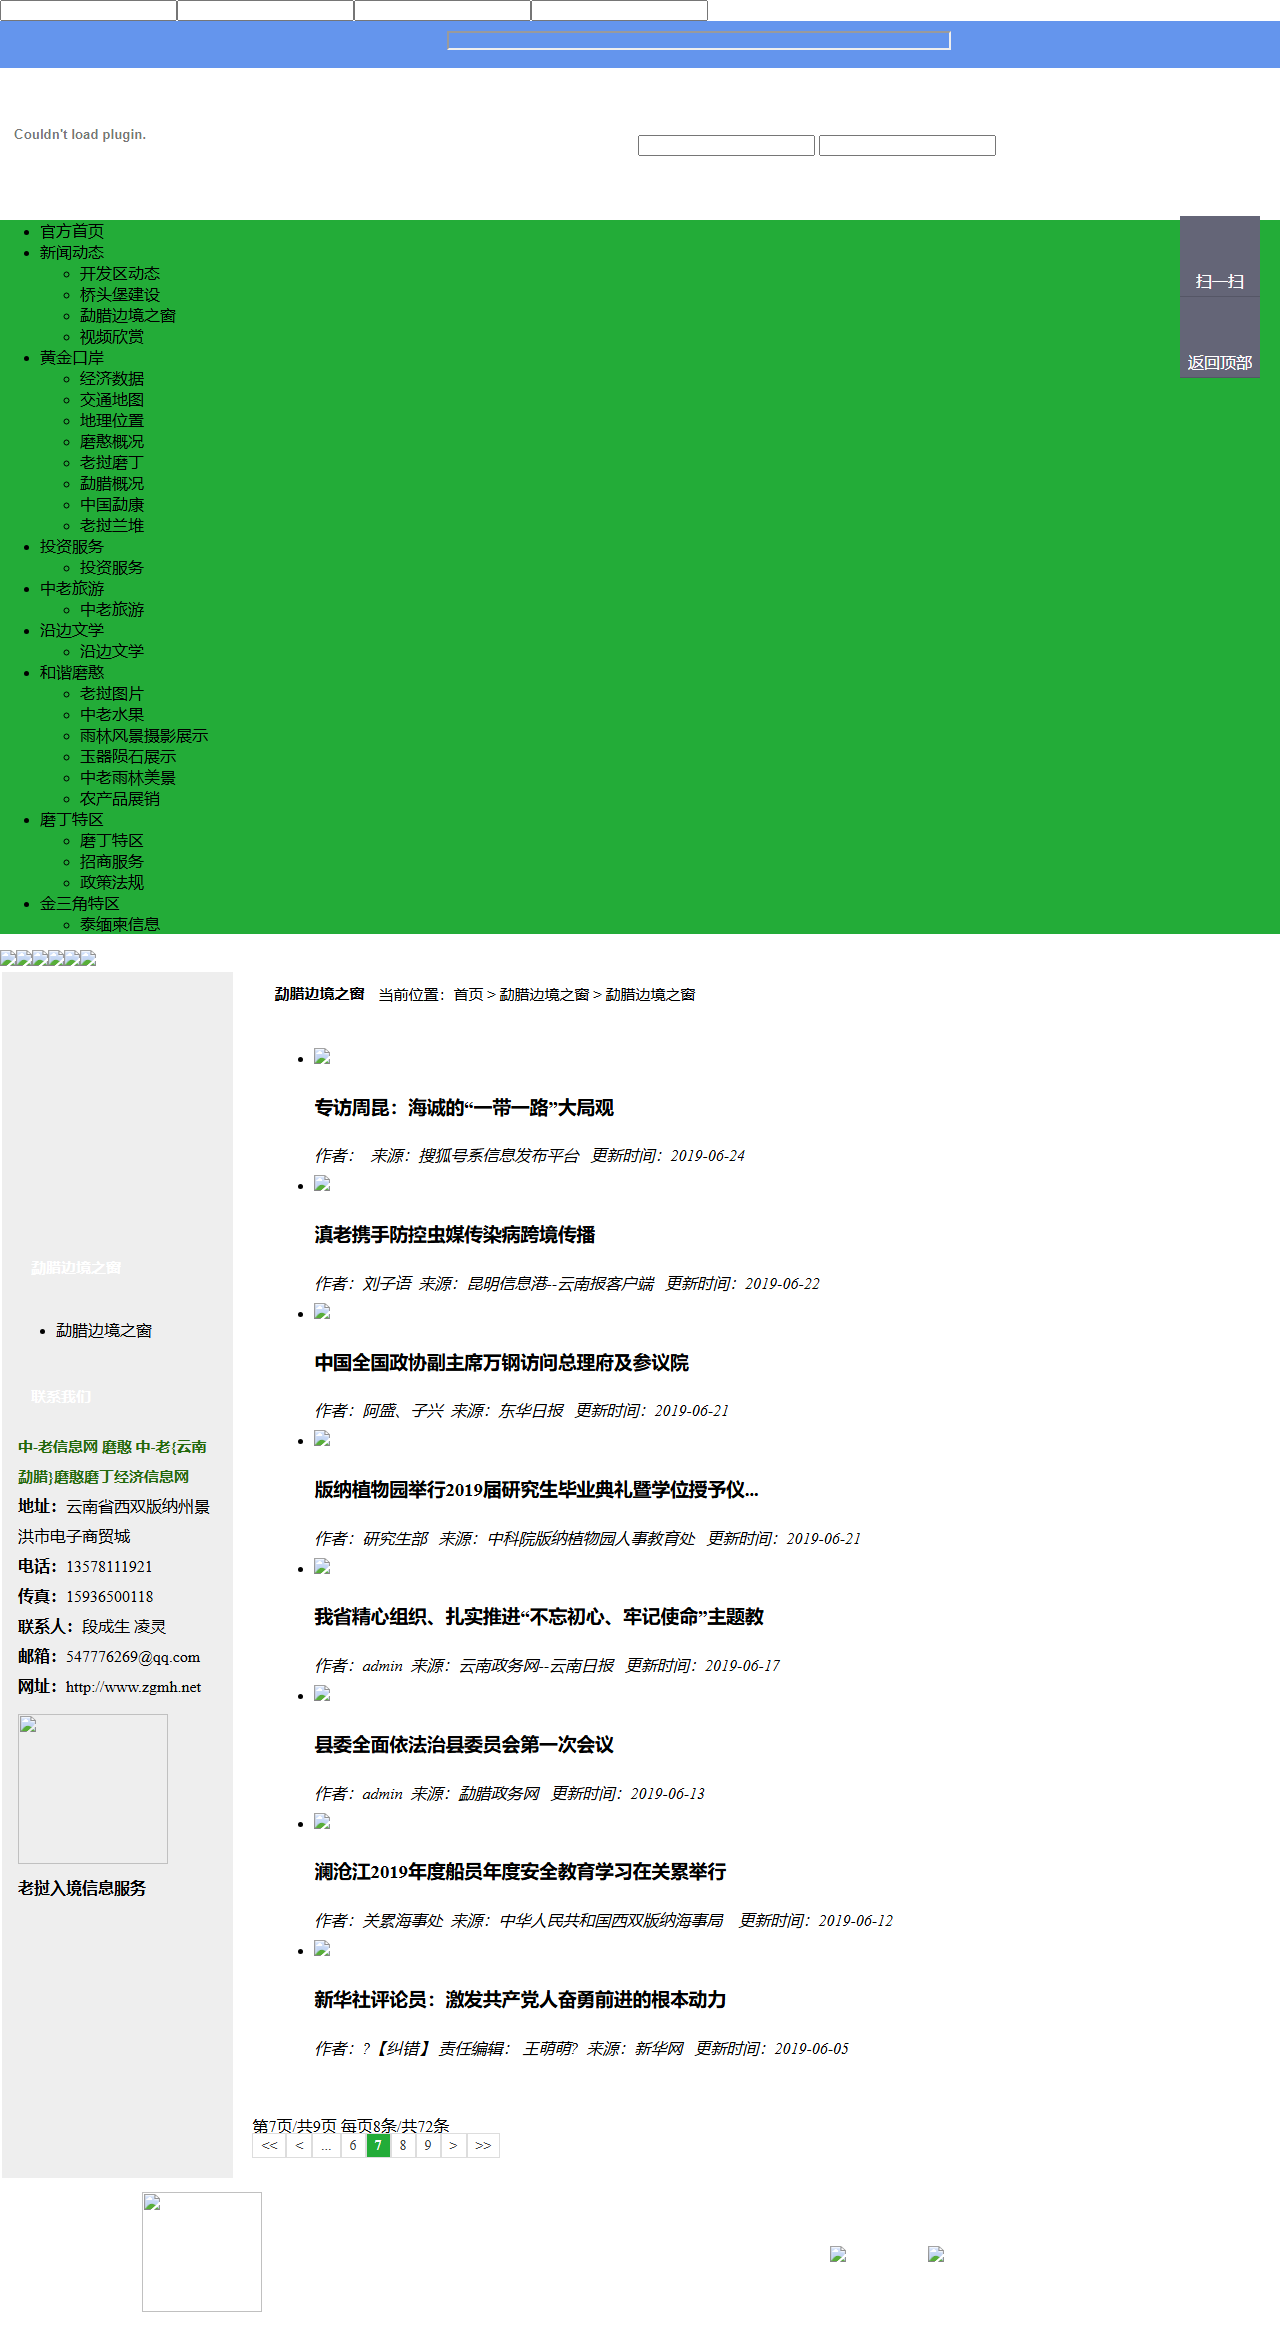 Couldn't load plugin.
官方首页
新闻动态
开发区动态
桥头堡建设
勐腊边境之窗
视频欣赏
黄金口岸
经济数据
交通地图
地理位置
磨憨概况
老挝磨丁
勐腊概况
中国勐康
老挝兰堆
投资服务
投资服务
中老旅游
中老旅游
沿边文学
沿边文学
和谐磨憨
老挝图片
中老水果
雨林风景摄影展示
玉器陨石展示
中老雨林美景
农产品展销
磨丁特区
磨丁特区
招商服务
政策法规
金三角特区
泰缅柬信息
扫一扫
返回顶部
勐腊边境之窗
联系我们
勐腊边境之窗
中-老信息网 磨憨 中-老{云南
勐腊}磨憨磨丁经济信息网
地址：云南省西双版纳州景
洪市电子商贸城
电话：13578111921
传真：15936500118
联系人：段成生 凌灵
邮箱：547776269@qq.com
网址：http://www.zgmh.net
老挝入境信息服务
勐腊边境之窗 当前位置：首页 > 勐腊边境之窗 > 勐腊边境之窗
专访周昆：海诚的“一带一路”大局观
作者： 来源：搜狐号系信息发布平台 更新时间：2019-06-24
滇老携手防控虫媒传染病跨境传播
作者：刘子语 来源：昆明信息港--云南报客户端 更新时间：2019-06-22
中国全国政协副主席万钢访问总理府及参议院
作者：阿盛、子兴 来源：东华日报 更新时间：2019-06-21
版纳植物园举行2019届研究生毕业典礼暨学位授予仪...
作者：研究生部 来源：中科院版纳植物园人事教育处 更新时间：2019-06-21
我省精心组织、扎实推进“不忘初心、牢记使命”主题教
作者：admin 来源：云南政务网--云南日报 更新时间：2019-06-17
县委全面依法治县委员会第一次会议
作者：admin 来源：勐腊政务网 更新时间：2019-06-13
澜沧江2019年度船员年度安全教育学习在关累举行
作者：关累海事处 来源：中华人民共和国西双版纳海事局 更新时间：2019-06-12
新华社评论员：激发共产党人奋勇前进的根本动力
作者：?【纠错】 责任编辑： 王萌萌? 来源：新华网 更新时间：2019-06-05
第7页/共9页 每页8条/共72条
<< < ... 6 7 8 9 > >>